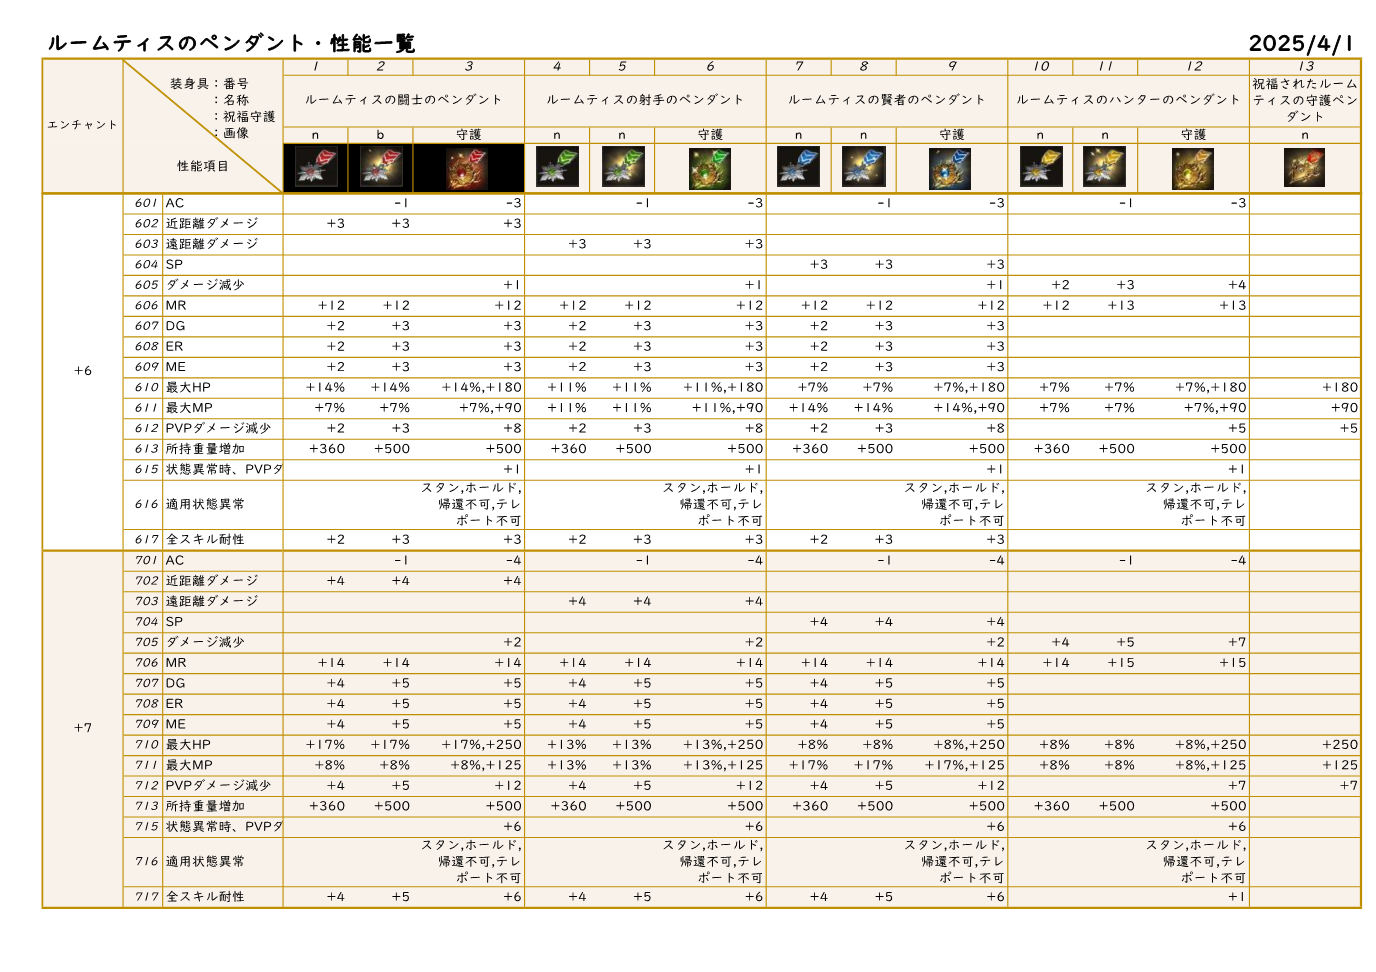 ルームティスのペンダント・性能一覧 2025/4/1
エンチャント
装身具：番号
：名称
：祝福守護
：画像
性能項目
1 2 3 4 5 6 7 8 9 10 11 12 13
ルームティスの闘士のペンダント ルームティスの射手のペンダント ルームティスの賢者のペンダント ルームティスのハンターのペンダント 祝福されたルーム
ティスの守護ペン
ダント
n b 守護 n n 守護 n n 守護 n n 守護 n
+6
601 AC -1 -3 -1 -3 -1 -3 -1 -3
602 近距離ダメージ +3 +3 +3
603 遠距離ダメージ +3 +3 +3
604 SP +3 +3 +3
605 ダメージ減少 +1 +1 +1 +2 +3 +4
606 MR +12 +12 +12 +12 +12 +12 +12 +12 +12 +12 +13 +13
607 DG +2 +3 +3 +2 +3 +3 +2 +3 +3
608 ER +2 +3 +3 +2 +3 +3 +2 +3 +3
609 ME +2 +3 +3 +2 +3 +3 +2 +3 +3
610 最大HP +14% +14% +14%,+180 +11% +11% +11%,+180 +7% +7% +7%,+180 +7% +7% +7%,+180 +180
611 最大MP +7% +7% +7%,+90 +11% +11% +11%,+90 +14% +14% +14%,+90 +7% +7% +7%,+90 +90
612 PVPダメージ減少 +2 +3 +8 +2 +3 +8 +2 +3 +8 +5 +5
613 所持重量増加 +360 +500 +500 +360 +500 +500 +360 +500 +500 +360 +500 +500
615 状態異常時、PVPダ +1 +1 +1 +1
616 適用状態異常 スタン,ホールド, スタン,ホールド, スタン,ホールド, スタン,ホールド,
帰還不可,テレ 帰還不可,テレ 帰還不可,テレ 帰還不可,テレ
ポート不可 ポート不可 ポート不可 ポート不可
617 全スキル耐性 +2 +3 +3 +2 +3 +3 +2 +3 +3
+7
701 AC -1 -4 -1 -4 -1 -4 -1 -4
702 近距離ダメージ +4 +4 +4
703 遠距離ダメージ +4 +4 +4
704 SP +4 +4 +4
705 ダメージ減少 +2 +2 +2 +4 +5 +7
706 MR +14 +14 +14 +14 +14 +14 +14 +14 +14 +14 +15 +15
707 DG +4 +5 +5 +4 +5 +5 +4 +5 +5
708 ER +4 +5 +5 +4 +5 +5 +4 +5 +5
709 ME +4 +5 +5 +4 +5 +5 +4 +5 +5
710 最大HP +17% +17% +17%,+250 +13% +13% +13%,+250 +8% +8% +8%,+250 +8% +8% +8%,+250 +250
711 最大MP +8% +8% +8%,+125 +13% +13% +13%,+125 +17% +17% +17%,+125 +8% +8% +8%,+125 +125
712 PVPダメージ減少 +4 +5 +12 +4 +5 +12 +4 +5 +12 +7 +7
713 所持重量増加 +360 +500 +500 +360 +500 +500 +360 +500 +500 +360 +500 +500
715 状態異常時、PVPダ +6 +6 +6 +6
716 適用状態異常 スタン,ホールド, スタン,ホールド, スタン,ホールド, スタン,ホールド,
帰還不可,テレ 帰還不可,テレ 帰還不可,テレ 帰還不可,テレ
ポート不可 ポート不可 ポート不可 ポート不可
717 全スキル耐性 +4 +5 +6 +4 +5 +6 +4 +5 +6 +1